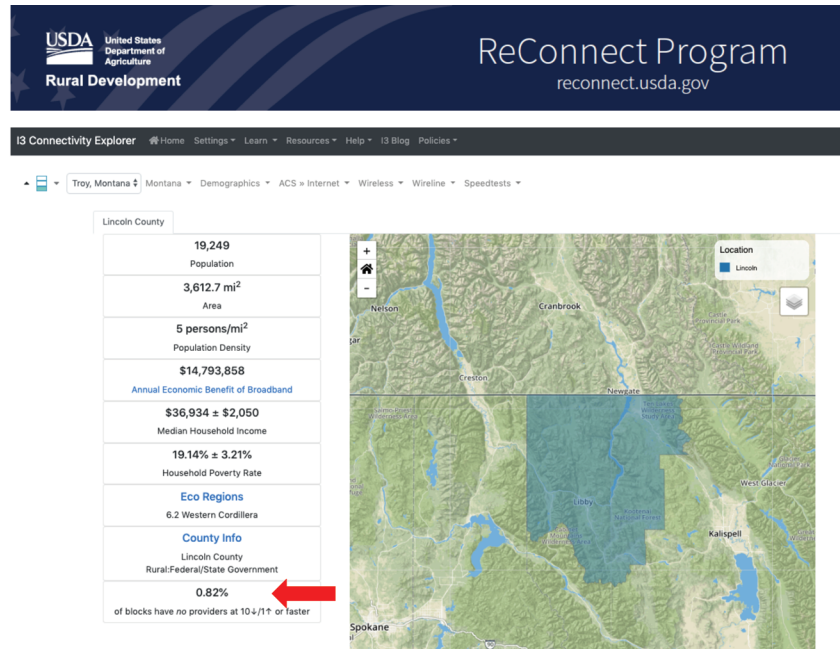 USDA
United States
Department of
Agriculture
Rural Development
ReConnect Program
reconnect.usda.gov
I3 Connectivity Explorer Home Settings Learn Resources Help I3 Blog Policies
Troy, Montana Montana Demographics ACS » Internet Wireless Wireline Speedtests
Lincoln County
19,249
Population
3,612.7 mi²
Area
5 persons/mi²
Population Density
$14,793,858
Annual Economic Benefit of Broadband
$36,934 ± $2,050
Median Household Income
19.14% ± 3.21%
Household Poverty Rate
Eco Regions
6.2 Western Cordillera
County Info
Lincoln County
Rural:Federal/State Government
0.82%
of blocks have no providers at 10↓/1↑ or faster
+
-
Location
Lincoln
Nelson
Cranbrook
Creston
Newgate
Libby
West Glacier
Kalispell
Spokane
90